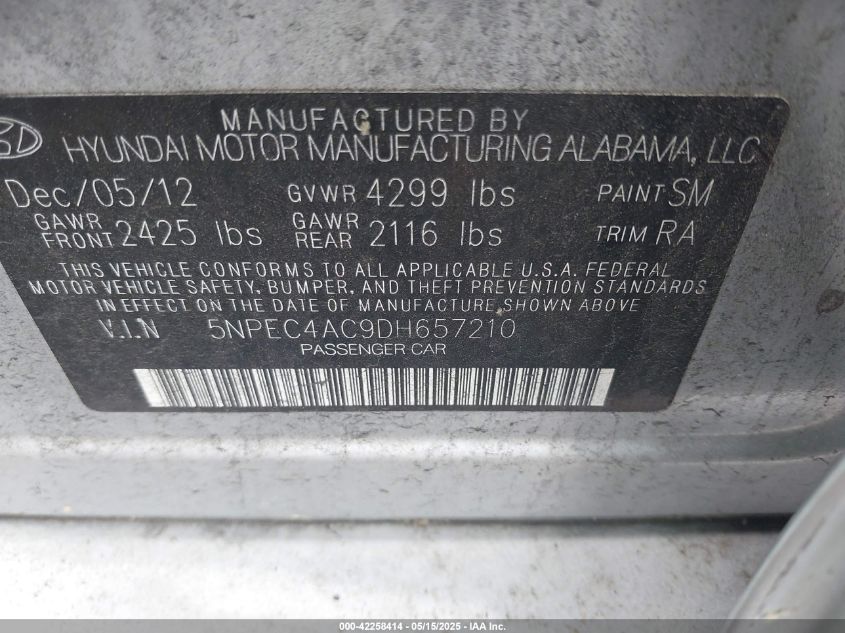 MANUFACTURED BY
HYUNDAI MOTOR MANUFACTURING ALABAMA, LLC
Dec/05/12 GVWR 4299 lbs PAINT SM
GAWR FRONT 2425 lbs GAWR REAR 2116 lbs TRIM RA
THIS VEHICLE CONFORMS TO ALL APPLICABLE U.S.A. FEDERAL
MOTOR VEHICLE SAFETY, BUMPER, AND THEFT PREVENTION STANDARDS
IN EFFECT ON THE DATE OF MANUFACTURE SHOWN ABOVE
V.I.N 5NPEC4AC9DH657210
PASSENGER CAR
000-42258414 - 05/15/2025 - IAA Inc.